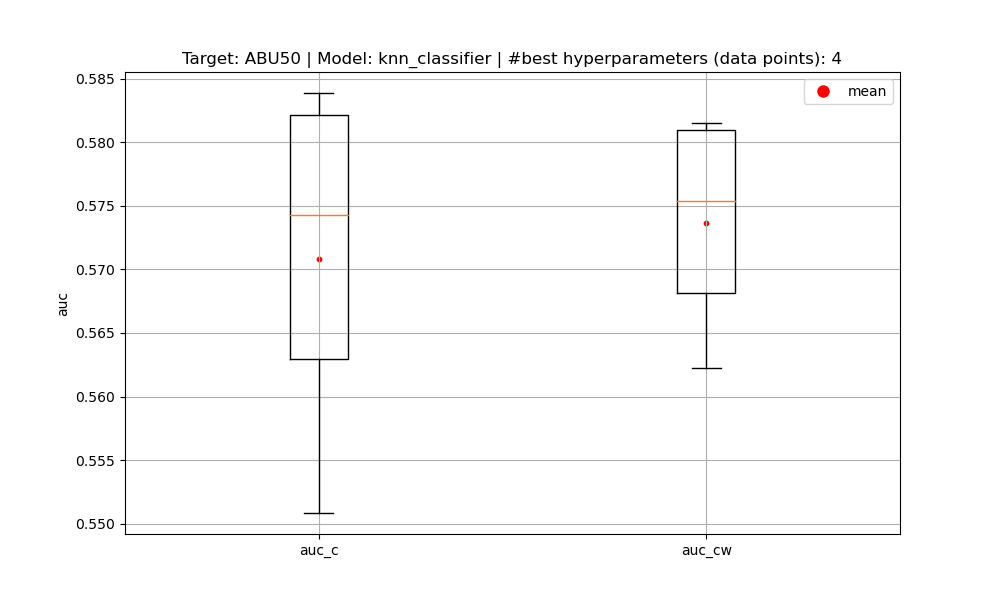 Target: ABU50 | Model: knn_classifier | #best hyperparameters (data points): 4
mean
0.585
0.580
0.575
0.570
0.565
0.560
0.555
0.550
auc
auc_c
auc_cw